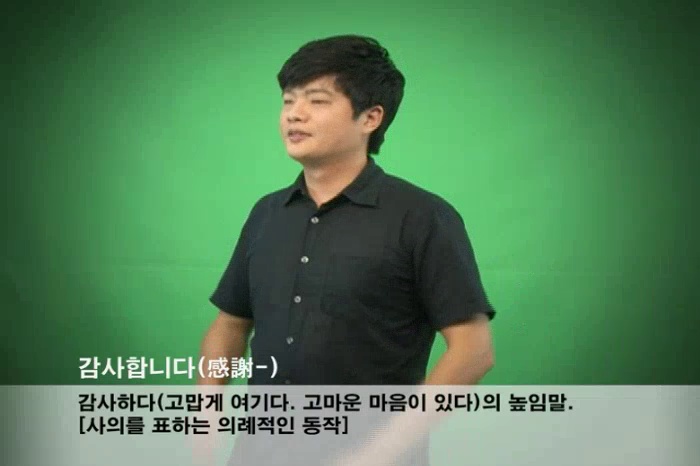 감사합니다(感謝-)
감사하다(고맙게 여기다. 고마운 마음이 있다)의 높임말.
[사의를 표하는 의례적인 동작]